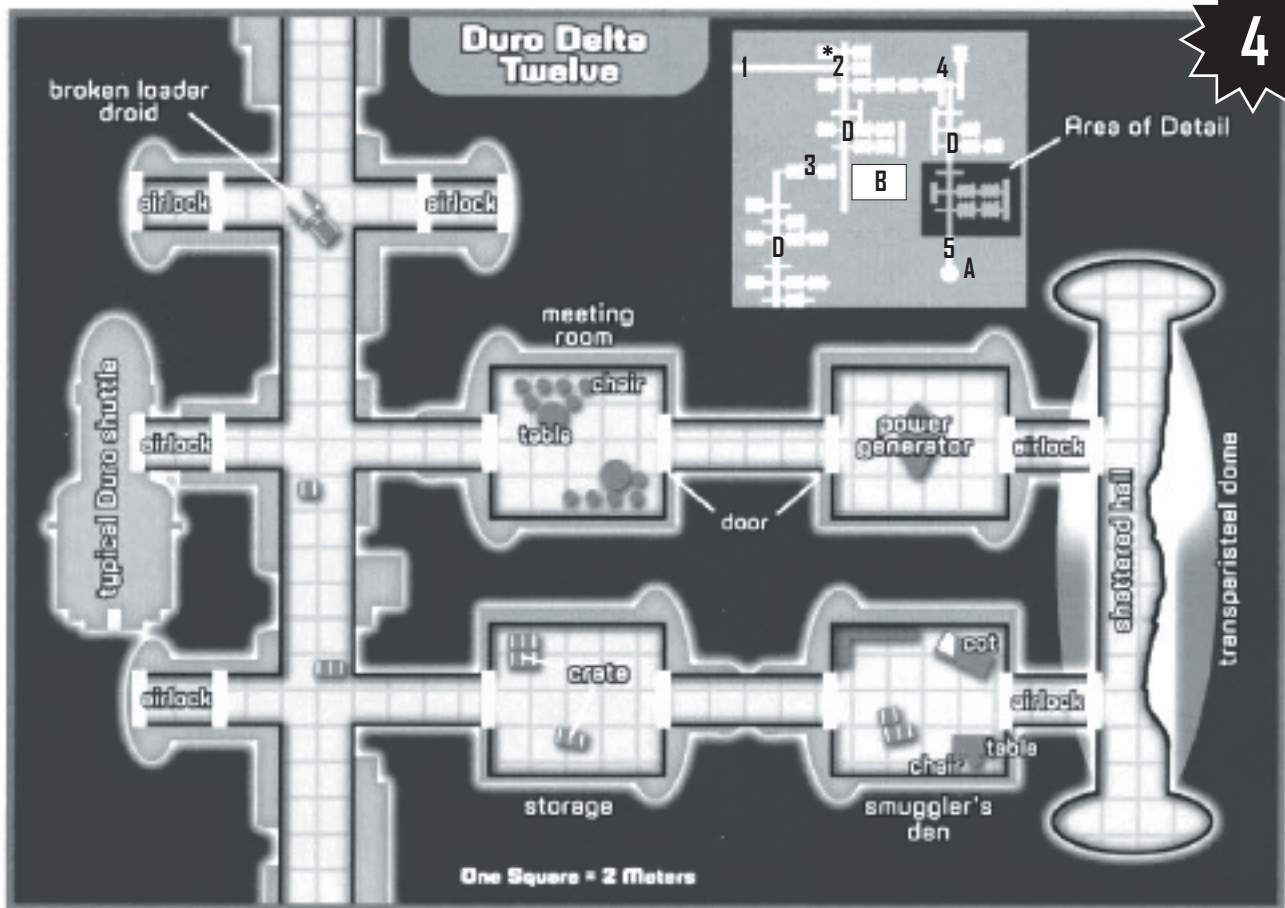 Duro Delta
Twelve
4
broken loader
droid
1
*
2
4
D
D
3
B
D
5
A
Area of Detail
airlock
airlock
meeting
room
chair
table
typical Duro shuttle
airlock
power
generator
airlock
door
shattered hall
transparisteel dome
airlock
crate
cot
airlock
table
chair
storage
smuggler's
den
One Square = 2 Meters